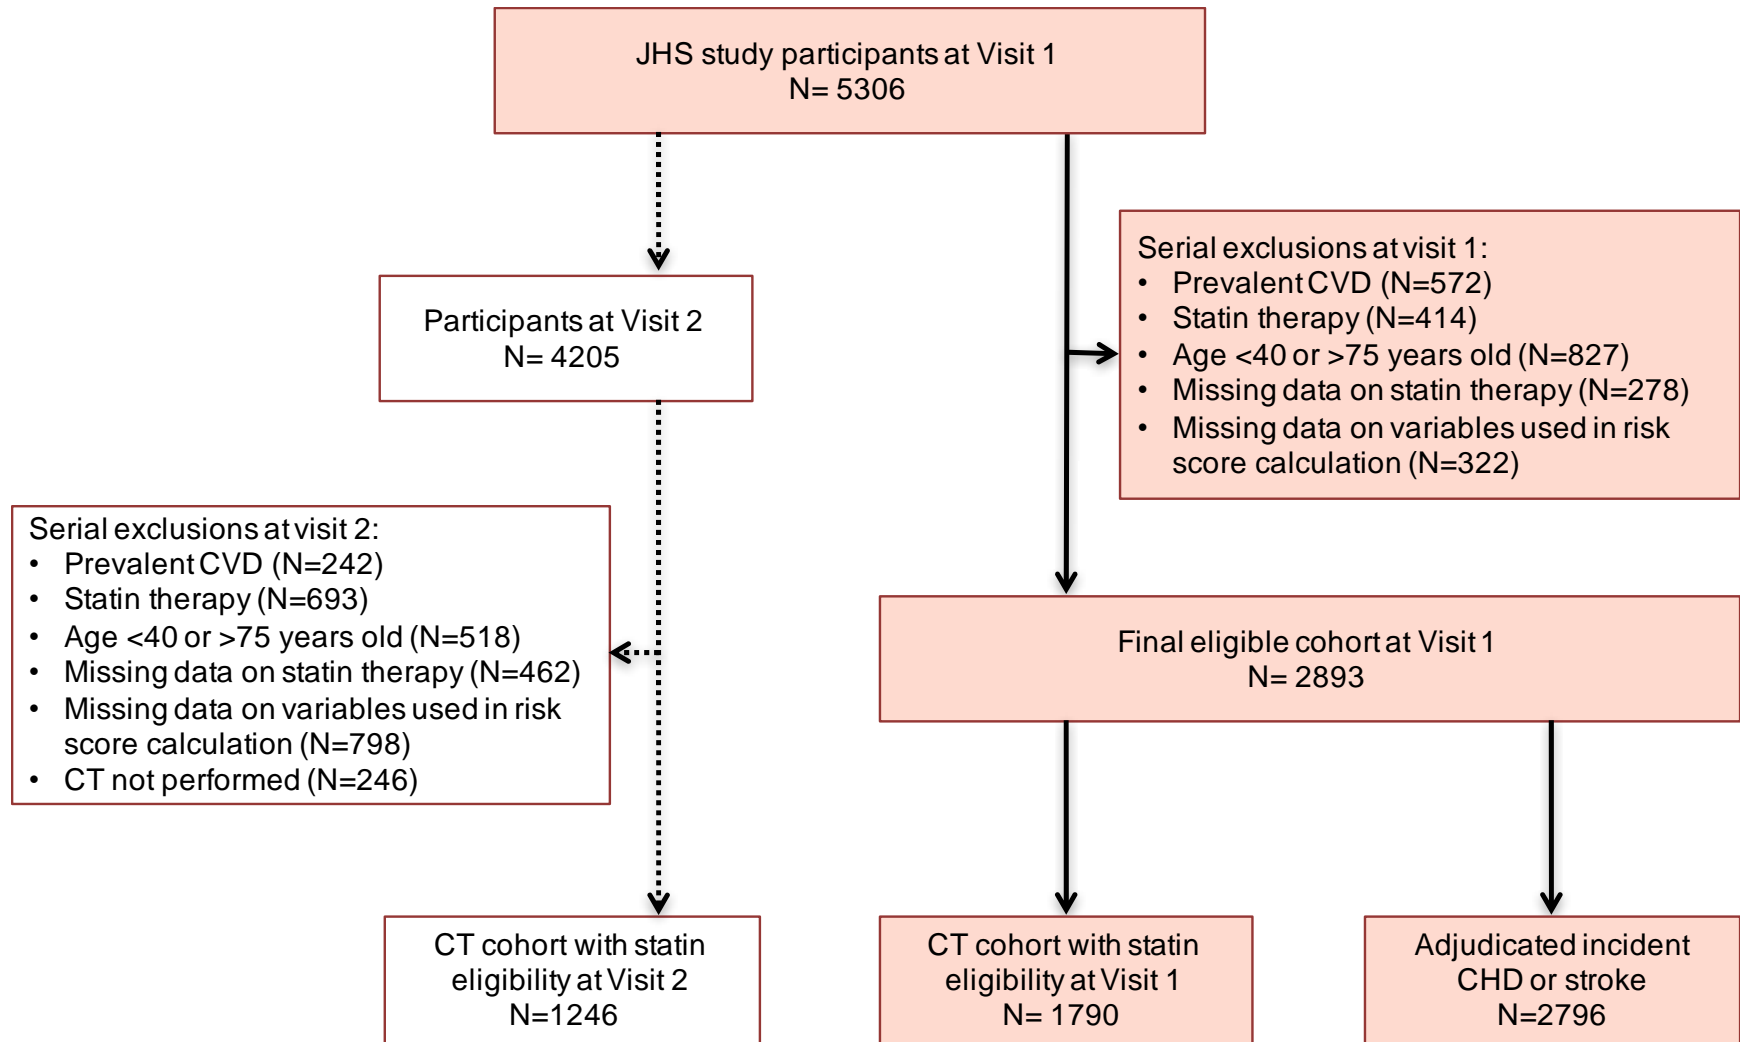 JHS study participants at Visit 1
N= 5306
Serial exclusions at visit 1:
• Prevalent CVD (N=572)
• Statin therapy (N=414)
• Age <40 or >75 years old (N=827)
• Missing data on statin therapy (N=278)
• Missing data on variables used in risk
score calculation (N=322)
Participants at Visit 2
N= 4205
Serial exclusions at visit 2:
• Prevalent CVD (N=242)
• Statin therapy (N=693)
• Age <40 or >75 years old (N=518)
• Missing data on statin therapy (N=462)
• Missing data on variables used in risk
score calculation (N=798)
• CT not performed (N=246)
Final eligible cohort at Visit 1
N= 2893
CT cohort with statin
eligibility at Visit 2
N=1246
CT cohort with statin
eligibility at Visit 1
N= 1790
Adjudicated incident
CHD or stroke
N=2796